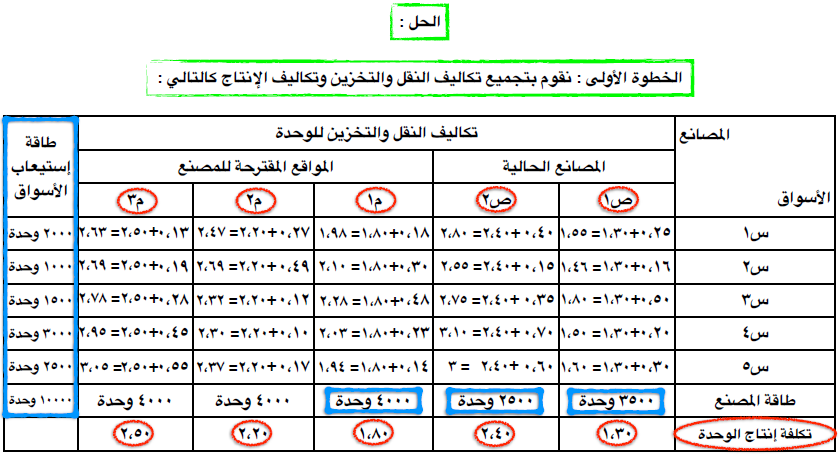 الحل :
الخطوة الأولى : نقوم بتجميع تكاليف النقل والتخزين وتكاليف الإنتاج كالتالي :
المصانع
الأسواق
تكاليف النقل والتخزين للوحدة
طاقة إستيعاب الأسواق
المصانع الحالية
المواقع المقترحة للمصنع
ص١ ص٢ م١ م٢ م٣
س١ ٠،٢٥+١،٣٠=١،٥٥ ٠،٤٠+٢،٤٠=٢،٨٠ ٠،١٨+١،٨٠=١،٩٨ ٠،٢٧+٢،٢٠=٢،٤٧ ٠،١٣+٢،٥٠=٢،٦٣ ٢٠٠٠ وحدة
س٢ ٠،١٦+١،٣٠=١،٤٦ ٠،١٥+٢،٤٠=٢،٥٥ ٠،٣٠+١،٨٠=٢،١٠ ٠،٤٩+٢،٢٠=٢،٦٩ ٠،١٩+٢،٥٠=٢،٦٩ ١٠٠٠ وحدة
س٣ ٠،٥٠+١،٣٠=١،٨٠ ٠،٣٥+٢،٤٠=٢،٧٥ ٠،٤٨+١،٨٠=٢،٢٨ ٠،١٢+٢،٢٠=٢،٣٢ ٠،٢٨+٢،٥٠=٢،٧٨ ١٥٠٠ وحدة
س٤ ٠،٢٠+١،٣٠=١،٥٠ ٠،٧٠+٢،٤٠=٣،١٠ ٠،٢٣+١،٨٠=٢،٠٣ ٠،١٠+٢،٢٠=٢،٣٠ ٠،٤٥+٢،٥٠=٢،٩٥ ٣٠٠٠ وحدة
س٥ ٠،٣٠+١،٣٠=١،٦٠ ٠،٦٠+٢،٤٠=٣ ٠،١٤+١،٨٠=١،٩٤ ٠،١٧+٢،٢٠=٢،٣٧ ٠،٥٥+٢،٥٠=٣،٠٥ ٢٥٠٠ وحدة
طاقة المصنع ٣٥٠٠ وحدة ٢٥٠٠ وحدة ٤٠٠٠ وحدة ٤٠٠٠ وحدة ٤٠٠٠ وحدة ١٠٠٠٠ وحدة
تكلفة إنتاج الوحدة ١،٣٠ ٢،٤٠ ١،٨٠ ٢،٢٠ ٢،٥٠